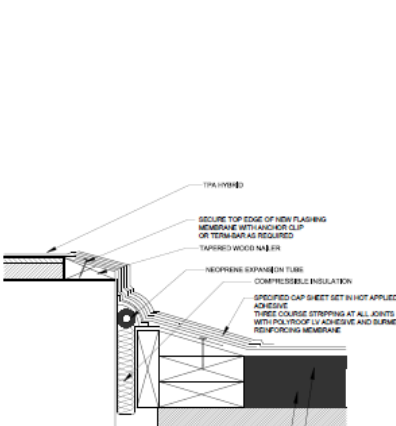 TPA HYBRID
SECURE TOP EDGE OF NEW FLASHING
MEMBRANE WITH ANCHOR CLIP
OR TERM-BAR AS REQUIRED
TAPERED WOOD NAILER
NEOPRENE EXPANSION TUBE
COMPRESSIBLE INSULATION
SPECIFIED CAP SHEET SET IN HOT APPLIED
ADHESIVE
THREE COURSE STRIPPING AT ALL JOINTS
WITH POLYROOF LV ADHESIVE AND BURME
REINFORCING MEMBRANE